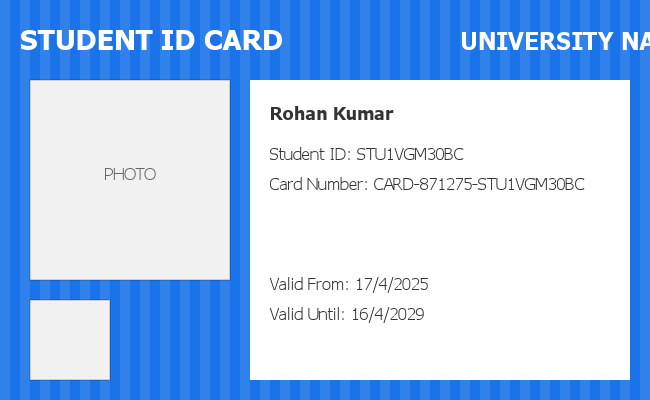 STUDENT ID CARD
UNIVERSITY NA
PHOTO
Rohan Kumar
Student ID: STU1VGM30BC
Card Number: CARD-871275-STU1VGM30BC
Valid From: 17/4/2025
Valid Until: 16/4/2029